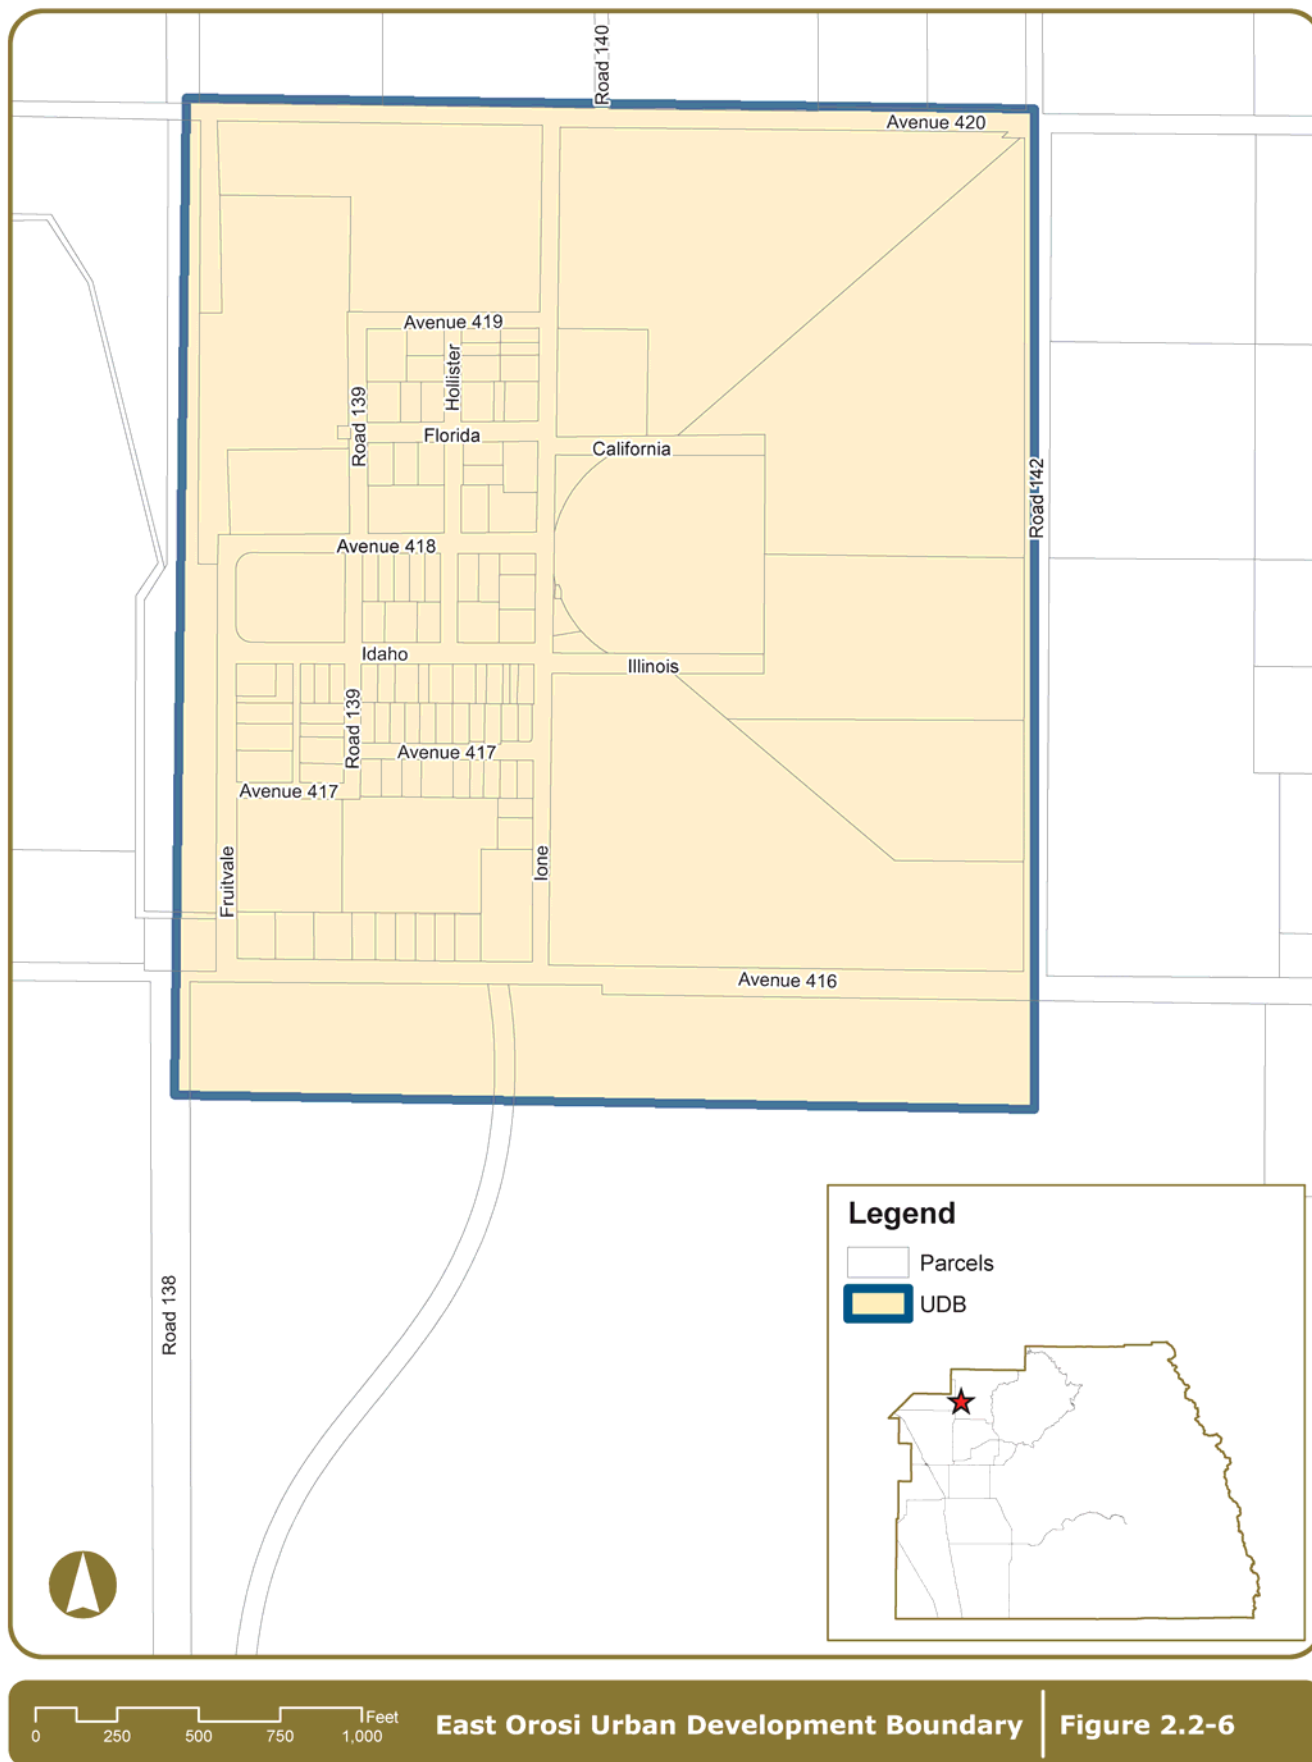 Road 140
Avenue 420
Avenue 419
Hollister
Road 139
Florida
California
Road 142
Avenue 418
Idaho
Illinois
Road 139
Avenue 417
Avenue 417
Fruitvale
Ione
Avenue 416
Road 138
Legend
Parcels
UDB
Feet
0 250 500 750 1,000
East Orosi Urban Development Boundary Figure 2.2-6